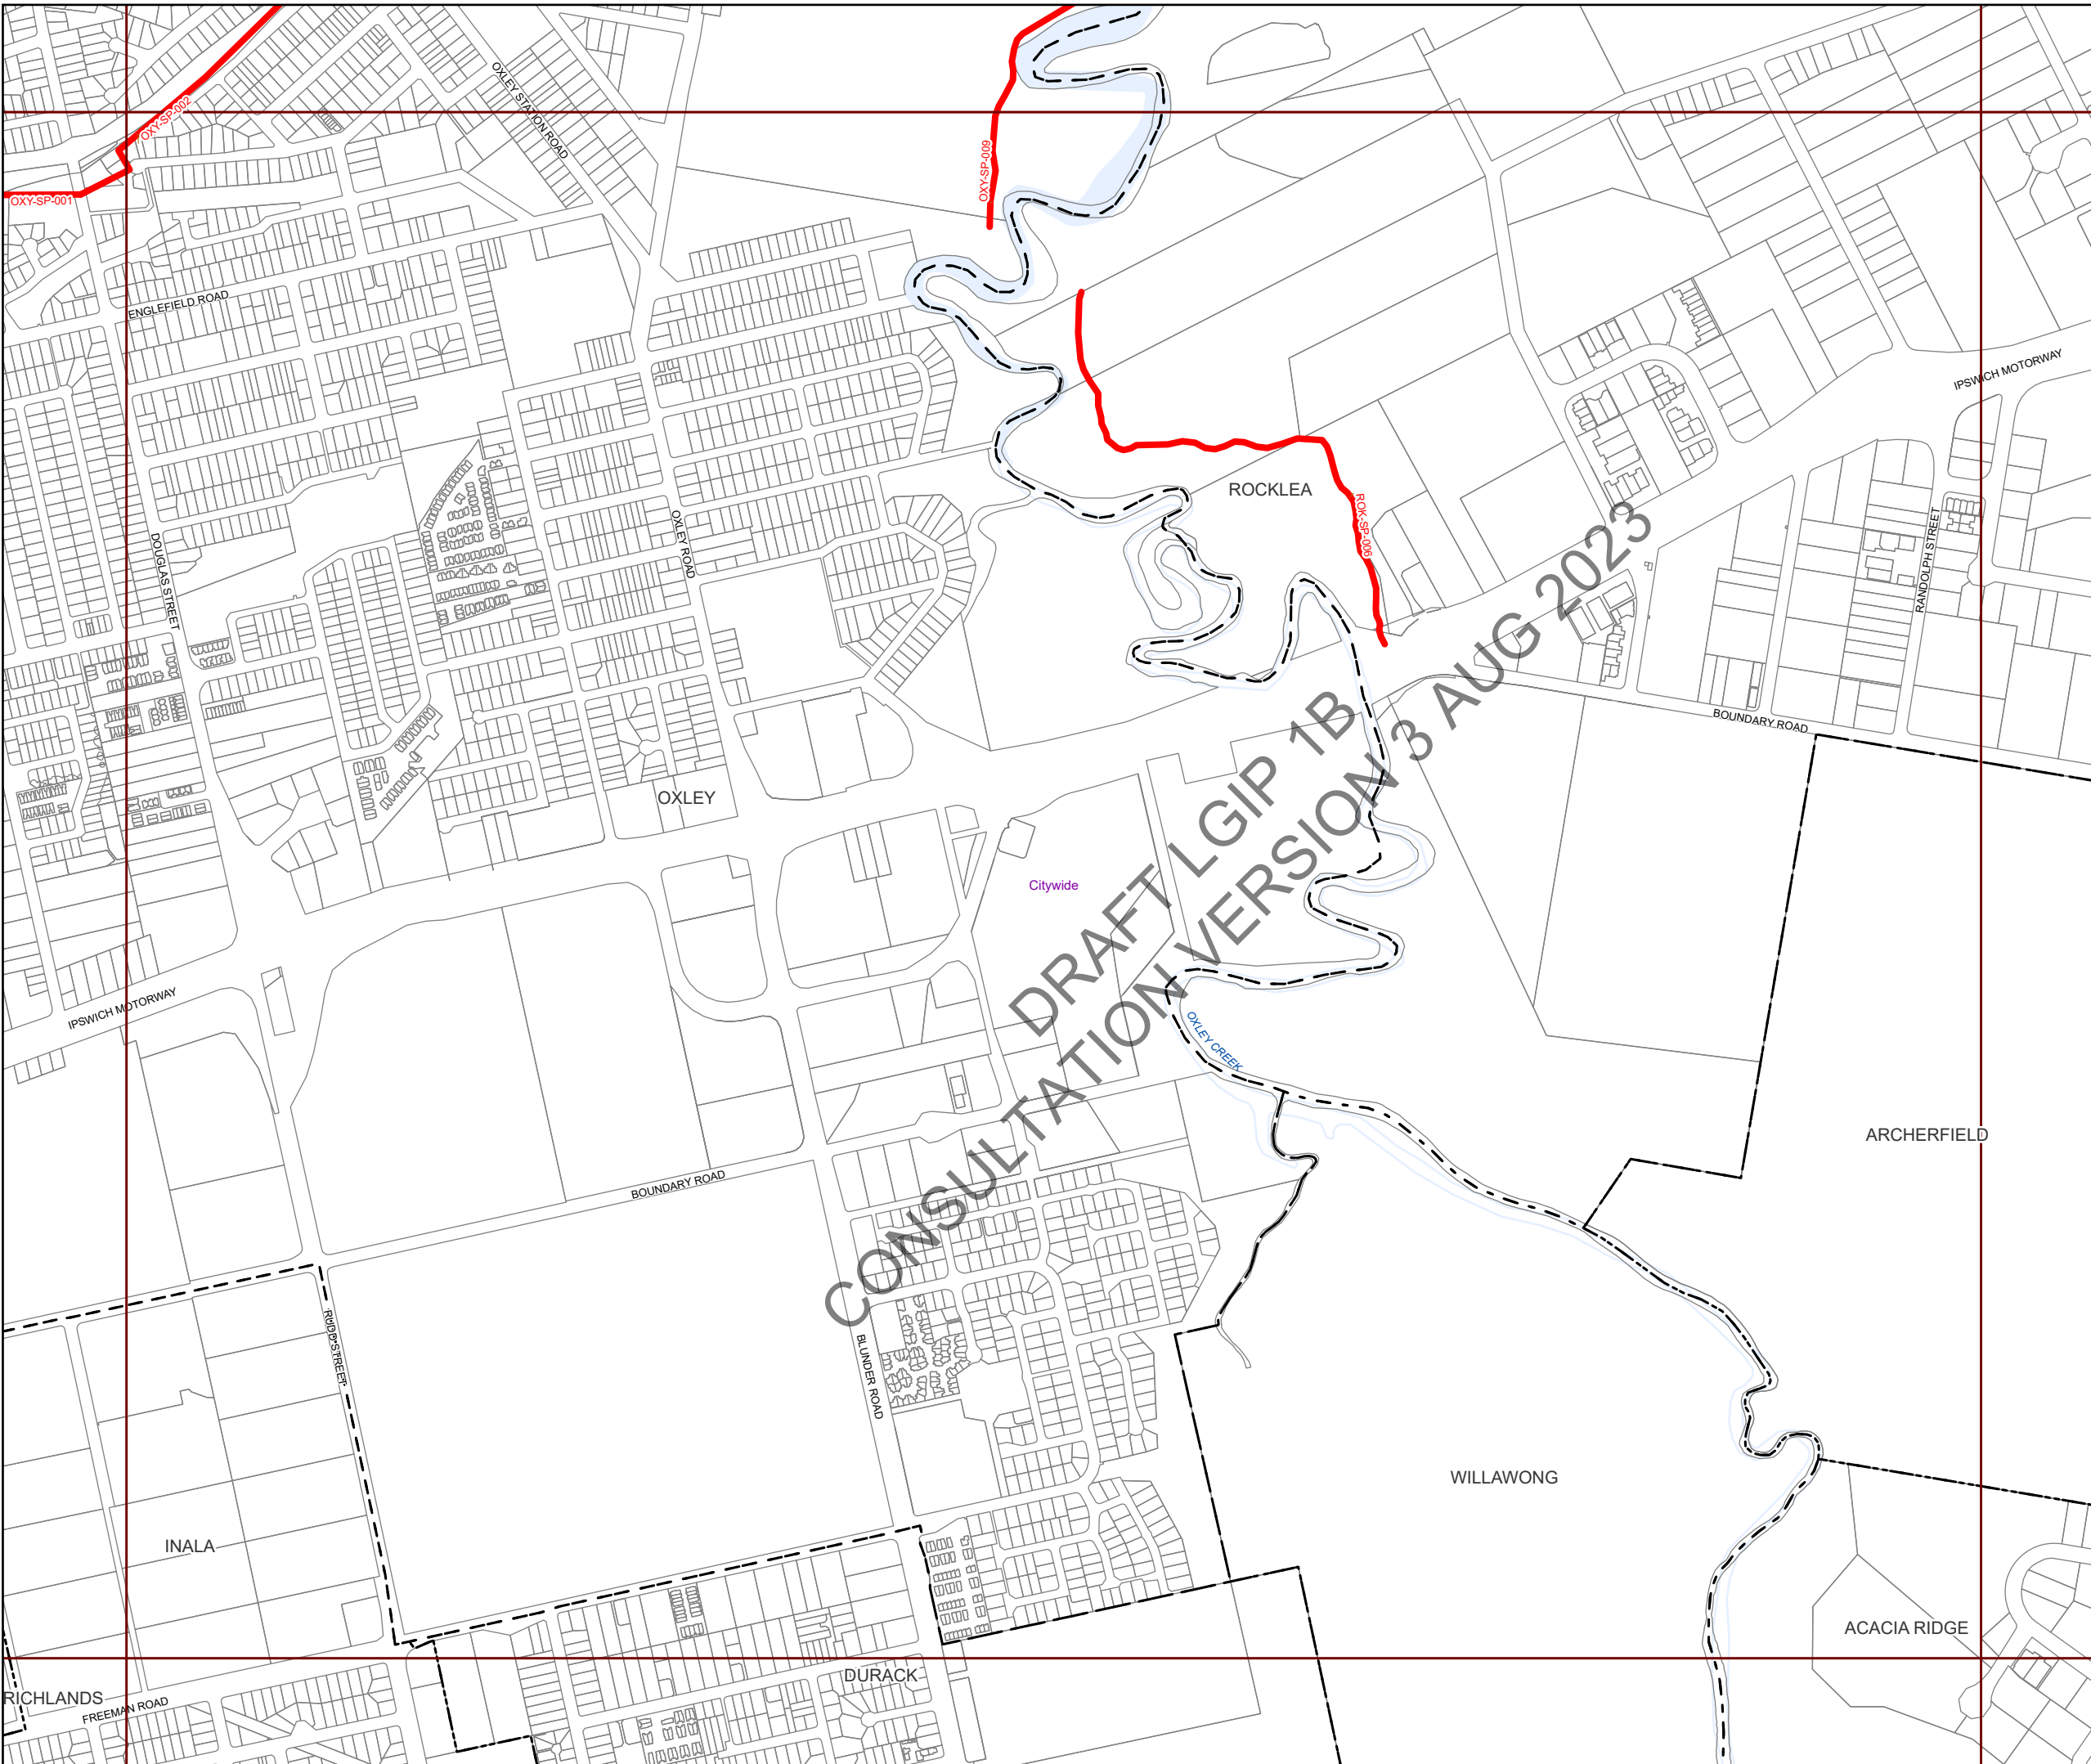 OXLEY STATION ROAD
OXY-SP-002
OXY-SP-009
OXY-SP-001
ENGLEFIELD ROAD
IPSWICH MOTORWAY
ROCKLEA
ROK-SP-006
OXLEY ROAD
DOUGLAS STREET
RANDOLPH STREET
BOUNDARY ROAD
OXLEY
Citywide
DRAFT LGIP 1B
CONSULTATION VERSION 3 AUG 2023
IPSWICH MOTORWAY
OXLEY CREEK
ARCHERFIELD
BOUNDARY ROAD
RUDD STREET
BLUNDER ROAD
WILLAWONG
INALA
ACACIA RIDGE
DURACK
RICHLANDS
FREEMAN ROAD